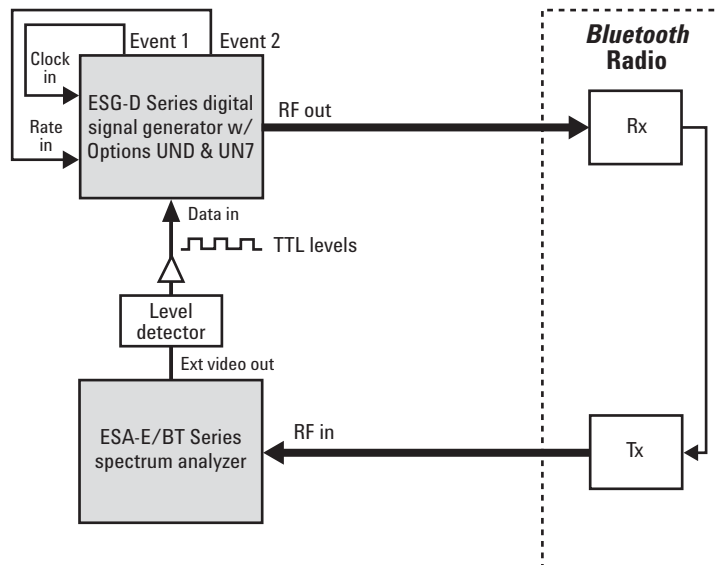 Event 1
Event 2
Clock
in
Rate
in
ESG-D Series digital
signal generator w/
Options UND & UN7
RF out
Bluetooth
Radio
Rx
Data in
TTL levels
Level
detector
Ext video out
ESA-E/BT Series
spectrum analyzer
RF in
Tx